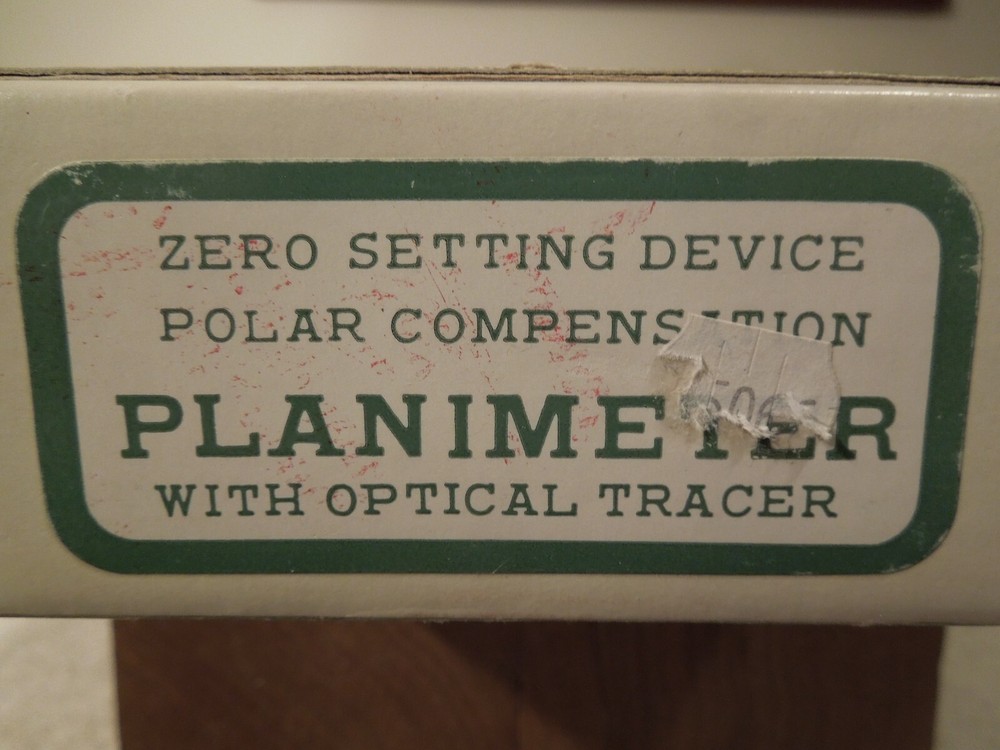 ZERO SETTING DEVICE
POLAR COMPENSATION
PLANIMETER
WITH OPTICAL TRACER